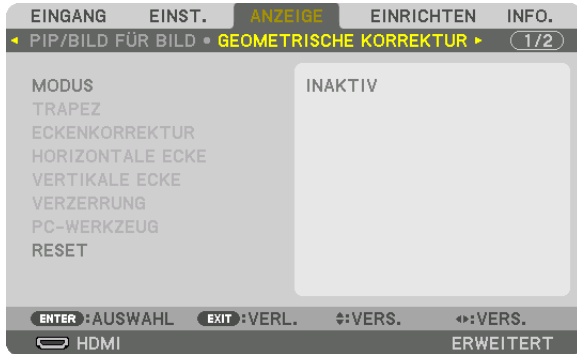 EINGANG EINST. ANZEIGE EINRICHTEN INFO.
PIP/BILD FÜR BILD • GEOMETRISCHE KORREKTUR 1/2
MODUS INAKTIV
TRAPEZ
ECKENKORREKTUR
HORIZONTALE ECKE
VERTIKALE ECKE
VERZERRUNG
PC-WERKZEUG
RESET
ENTER :AUSWAHL EXIT :VERL. :VERS. :VERS.
HDMI ERWEITERT